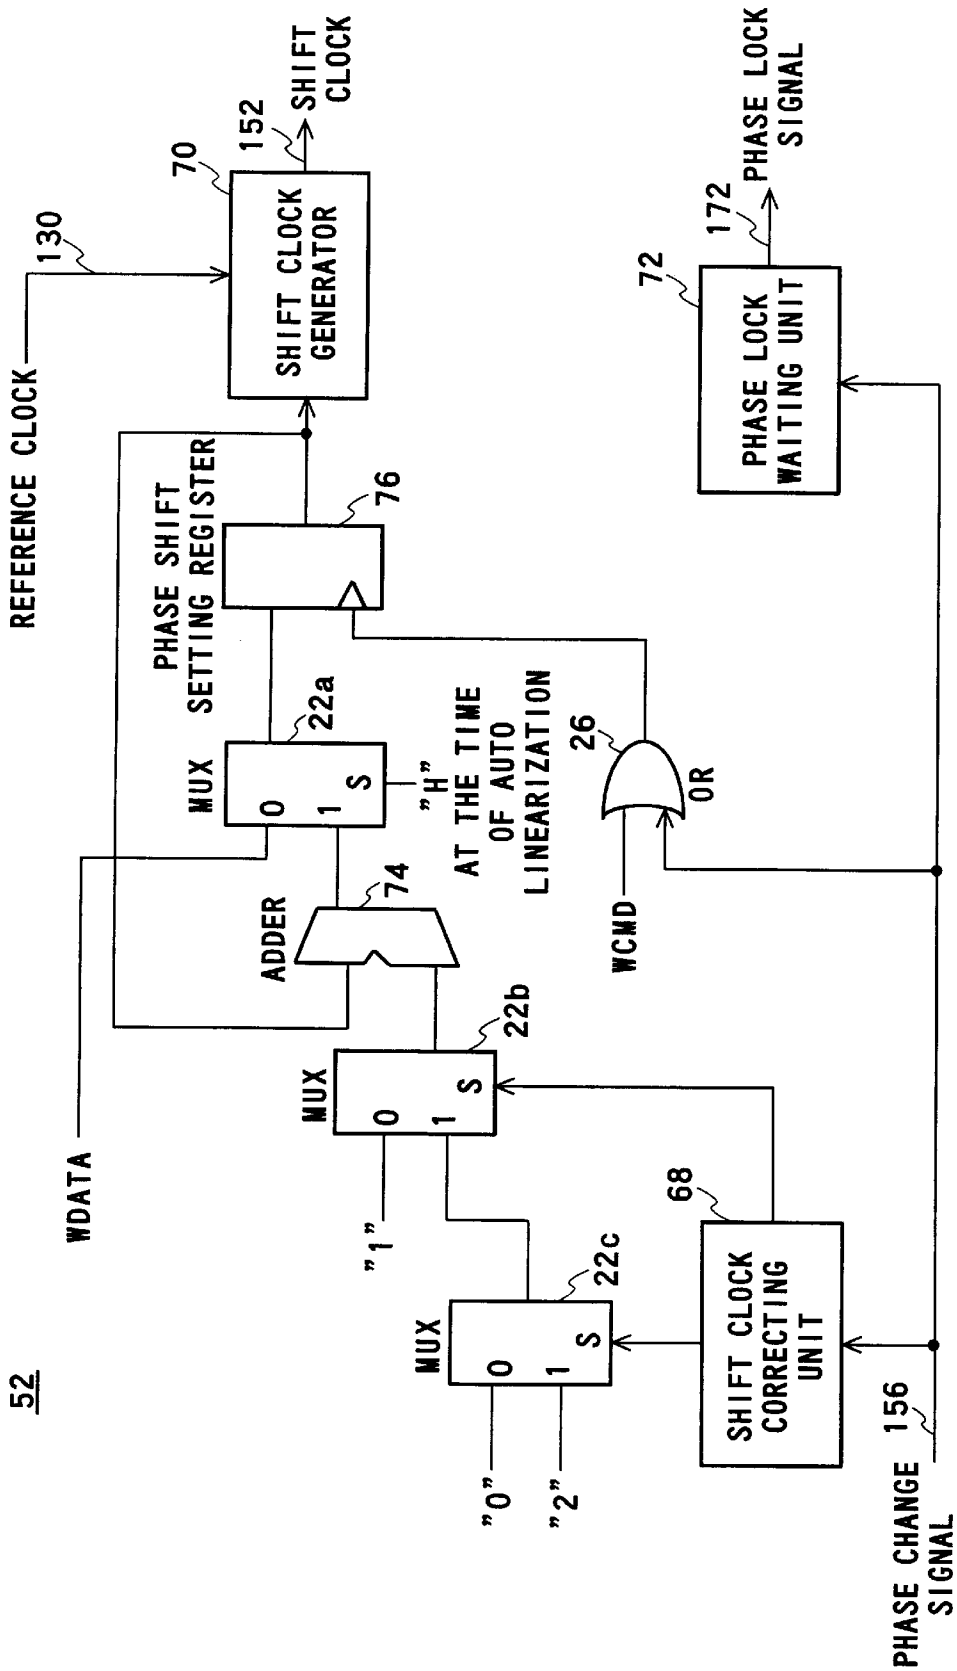 52
REFERENCE CLOCK
130
70
SHIFT CLOCK
GENERATOR
152
SHIFT
CLOCK
PHASE SHIFT
SETTING REGISTER
76
WDATA
MUX
0
1
S
22a
"H"
AT THE TIME
OF AUTO
LINEARIZATION
ADDER
74
MUX
0
1
S
22b
"1"
MUX
0
1
S
22c
"0"
"2"
68
SHIFT CLOCK
CORRECTING
UNIT
WCMD
26
OR
72
PHASE LOCK
WAITING UNIT
172
PHASE LOCK
SIGNAL
PHASE CHANGE
SIGNAL
156